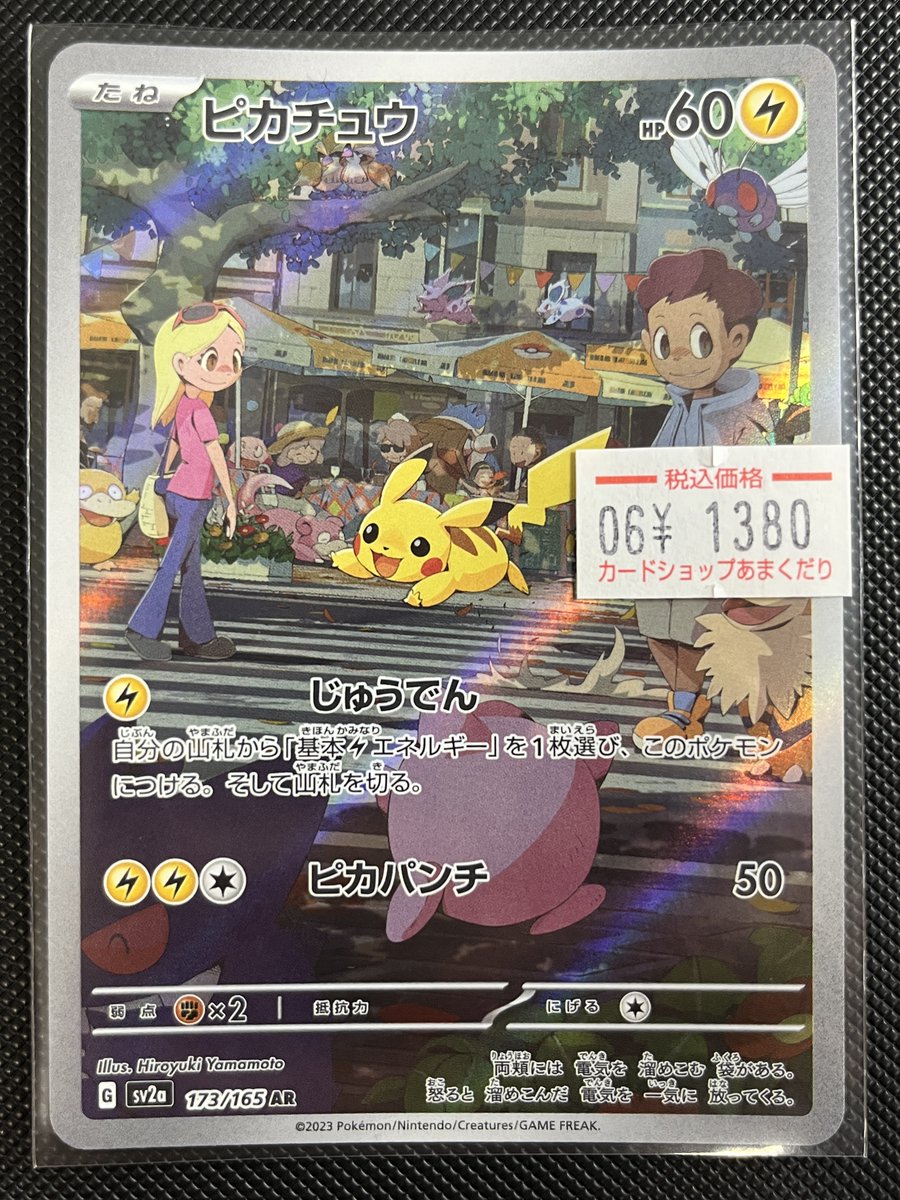 たね
ピカチュウ
HP60
税込価格
06¥ 1380
カードショップあまくだり
じゅうでん
自分の山札から「基本エネルギー」を1枚選び、このポケモン
につける。そして山札を切る。
ピカパンチ 50
弱点 ×2 抵抗力 にげる
Illus. Hiroyuki Yamamoto
両頬には 電気を 溜めこむ 袋がある。
怒ると 溜めこんだ 電気を 一気に 放ってくる。
G sv2a 173/165 AR
©2023 Pokémon/Nintendo/Creatures/GAME FREAK.